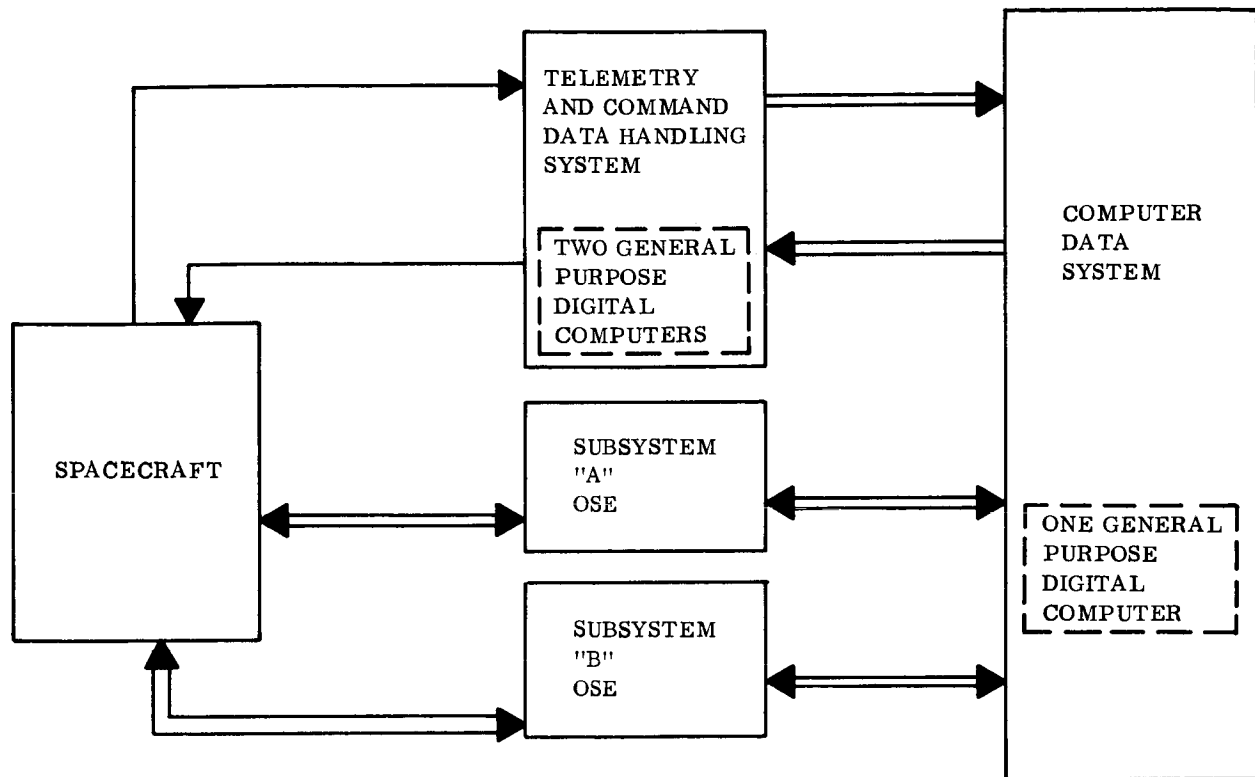 TELEMETRY
AND COMMAND
DATA HANDLING
SYSTEM
TWO GENERAL
PURPOSE
DIGITAL
COMPUTERS
COMPUTER
DATA
SYSTEM
SPACECRAFT
SUBSYSTEM
"A"
OSE
ONE GENERAL
PURPOSE
DIGITAL
COMPUTER
SUBSYSTEM
"B"
OSE